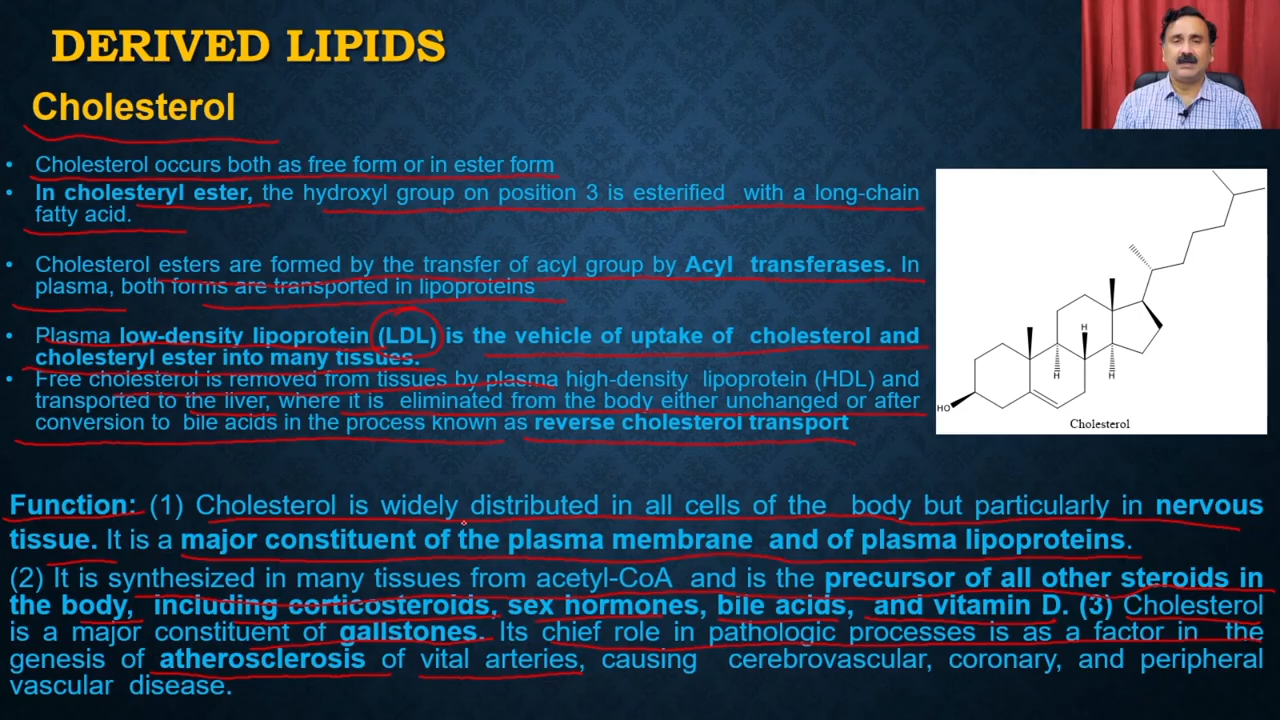 DERIVED LIPIDS
Cholesterol
• Cholesterol occurs both as free form or in ester form
• In cholesteryl ester, the hydroxyl group on position 3 is esterified with a long-chain
fatty acid.
• Cholesterol esters are formed by the transfer of acyl group by Acyl transferases. In
plasma, both forms are transported in lipoproteins
• Plasma low-density lipoprotein (LDL) is the vehicle of uptake of cholesterol and
cholesteryl ester into many tissues.
• Free cholesterol is removed from tissues by plasma high-density lipoprotein (HDL) and
transported to the liver, where it is eliminated from the body either unchanged or after
conversion to bile acids in the process known as reverse cholesterol transport
H
H
H
HO
Cholesterol
Function: (1) Cholesterol is widely distributed in all cells of the body but particularly in nervous
tissue. It is a major constituent of the plasma membrane and of plasma lipoproteins.
(2) It is synthesized in many tissues from acetyl-CoA and is the precursor of all other steroids in
the body, including corticosteroids, sex hormones, bile acids, and vitamin D. (3) Cholesterol
is a major constituent of gallstones. Its chief role in pathologic processes is as a factor in the
genesis of atherosclerosis of vital arteries, causing cerebrovascular, coronary, and peripheral
vascular disease.